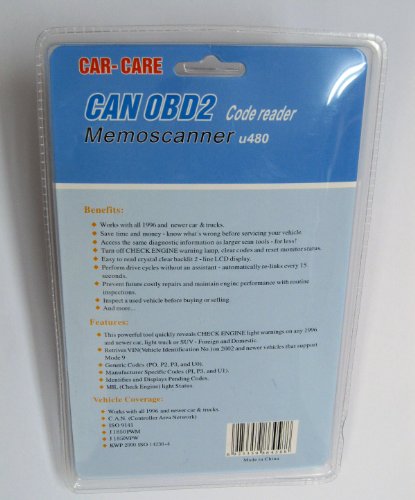 CAR-CARE
CAN OBD2 Code reader
Memoscanner u480
Benefits:
Works with all 1996 and newer car & trucks.
Save time and money - know what's wrong before servicing your vehicle
Access the same diagnostic information as larger scan tools - for less!
Turn off CHECK ENGINE warning lamp, clear codes and reset monitor status.
Easy to read crystal clear backlit 2 - line LCD display.
Perform drive cycles without an assistant - automatically re-links every 15
seconds.
Prevent future costly repairs and maintain engine performance with routine
inspections.
Inspect a used vehicle before buying or selling.
And more...
Features:
This powerful tool quickly reveals CHECK ENGINE light warnings on any 1996
and newer car, light truck or SUV - Foreign and Domestic.
Retrives VIN(Vehicle Identification No.)on 2002 and newer vehicles that support
Mode 9
Generic Codes (PO, P2, P3, and U0).
Manufacturer Specific Codes (P1, P3, and U1).
Identifies and Displays Pending Codes.
MIL (Check Engine) light Status.
Vehicle Coverage:
Works with all 1996 and newer car & trucks.
C.A.N. (Controller Area Network)
ISO 9141
J1850PWM
J1850VPW
KWP 2000 ISO 14230-4
Made in China